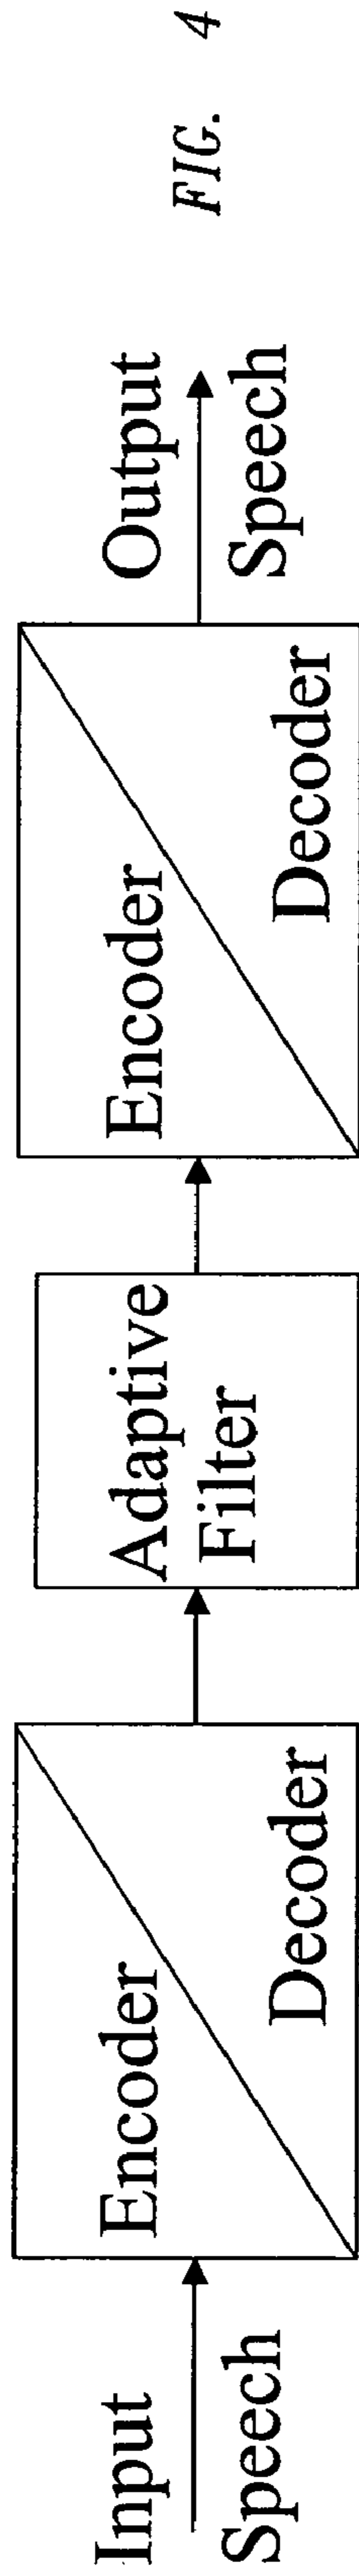 Input
Speech
Encoder
Decoder
Adaptive
Filter
Encoder
Decoder
Output
Speech
FIG. 4